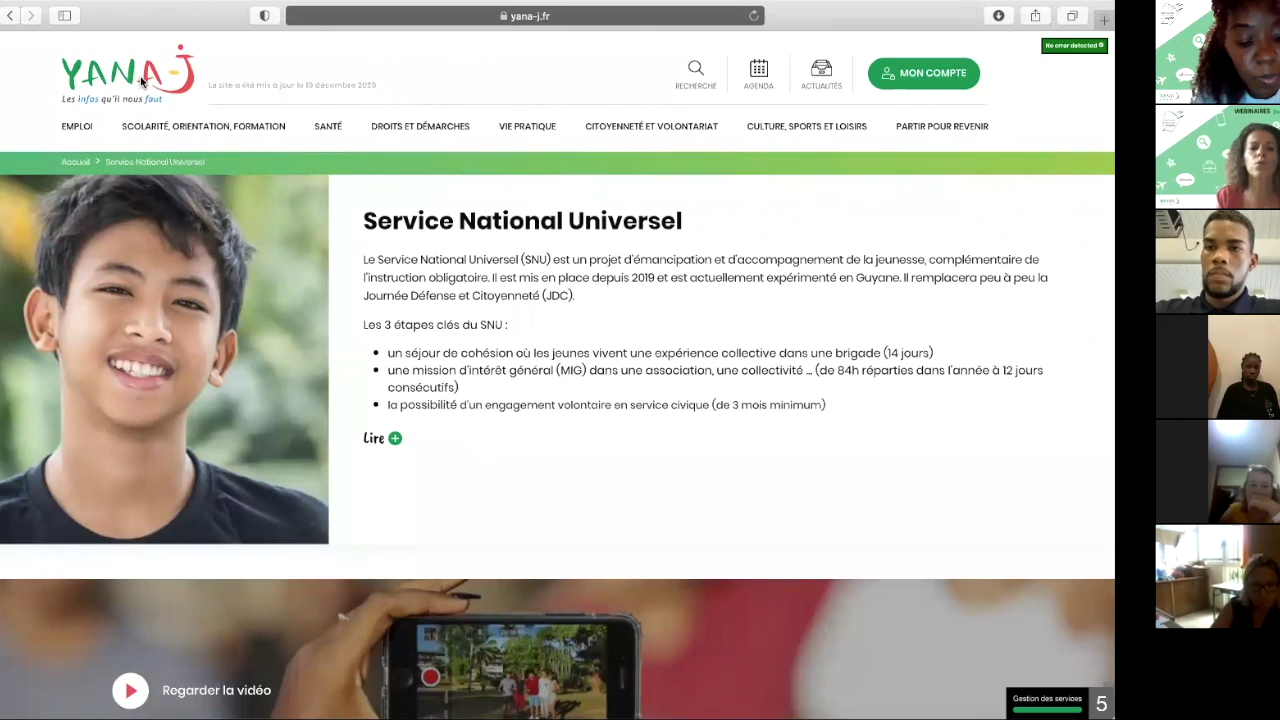 yana-j.fr
No error detected
YANA-J
Les infos qu'il nous faut
Le site a été mis à jour le 10 décembre 2020
RECHERCHE
AGENDA
ACTUALITÉS
MON COMPTE
EMPLOI
SCOLARITÉ, ORIENTATION, FORMATION
SANTÉ
DROITS ET DÉMARCHES
VIE PRATIQUE
CITOYENNETÉ ET VOLONTARIAT
CULTURE, SPORTS ET LOISIRS
PARTIR POUR REVENIR
Accueil > Service National Universel
Service National Universel
Le Service National Universel (SNU) est un projet d'émancipation et d'accompagnement de la jeunesse, complémentaire de
l'instruction obligatoire. Il est mis en place depuis 2019 et est actuellement expérimenté en Guyane. Il remplacera peu à peu la
Journée Défense et Citoyenneté (JDC).
Les 3 étapes clés du SNU :
un séjour de cohésion où les jeunes vivent une expérience collective dans une brigade (14 jours)
une mission d'intérêt général (MIG) dans une association, une collectivité ... (de 84h réparties dans l'année à 12 jours
consécutifs)
la possibilité d'un engagement volontaire en service civique (de 3 mois minimum)
Lire
Regarder la vidéo
Gestion des services
5
WEBINAIRES